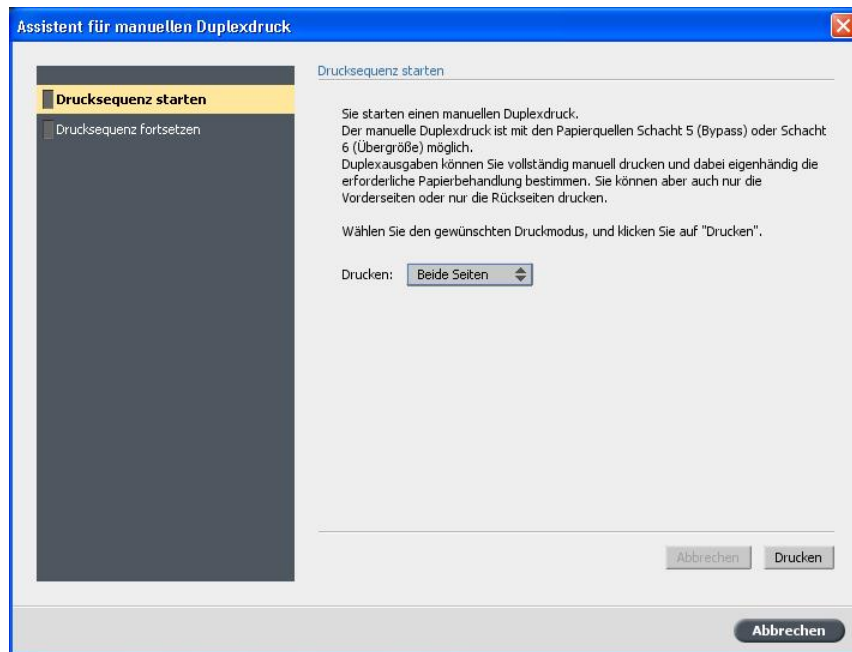 Assistent für manuellen Duplexdruck
Drucksequenz starten
Drucksequenz fortsetzen
Drucksequenz starten
Sie starten einen manuellen Duplexdruck.
Der manuelle Duplexdruck ist mit den Papierquellen Schacht 5 (Bypass) oder Schacht
6 (Übergröße) möglich.
Duplexausgaben können Sie vollständig manuell drucken und dabei eigenhändig die
erforderliche Papierbehandlung bestimmen. Sie können aber auch nur die
Vorderseiten oder nur die Rückseiten drucken.
Wählen Sie den gewünschten Druckmodus, und klicken Sie auf "Drucken".
Drucken: Beide Seiten
Abbrechen Drucken
Abbrechen